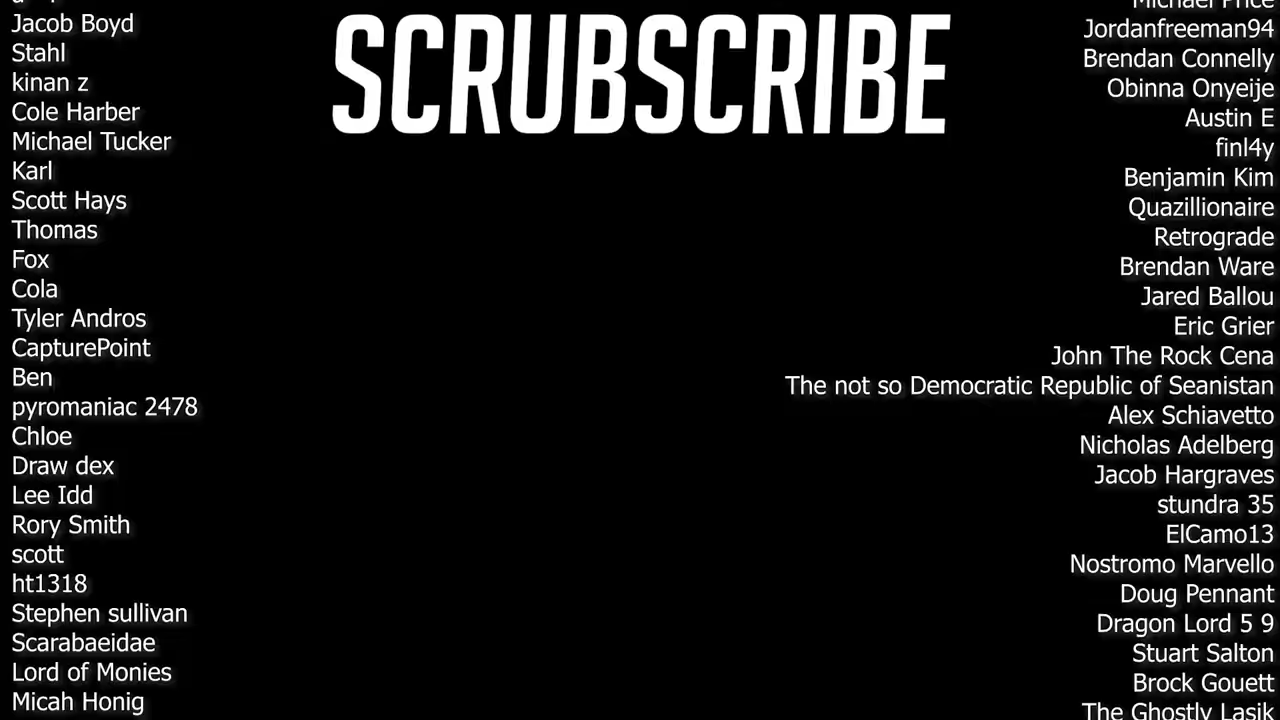 SCRUBSCRIBE
Jacob Boyd
Stahl
kinan z
Cole Harber
Michael Tucker
Karl
Scott Hays
Thomas
Fox
Cola
Tyler Andros
CapturePoint
Ben
pyromaniac 2478
Chloe
Draw dex
Lee Idd
Rory Smith
scott
ht1318
Stephen sullivan
Scarabaeidae
Lord of Monies
Micah Honig
Michael Price
Jordanfreeman94
Brendan Connelly
Obinna Onyeije
Austin E
finl4y
Benjamin Kim
Quazillionaire
Retrograde
Brendan Ware
Jared Ballou
Eric Grier
John The Rock Cena
The not so Democratic Republic of Seanistan
Alex Schiavetto
Nicholas Adelberg
Jacob Hargraves
stundra 35
ElCamo13
Nostromo Marvello
Doug Pennant
Dragon Lord 5 9
Stuart Salton
Brock Gouett
The Ghostly Lasik